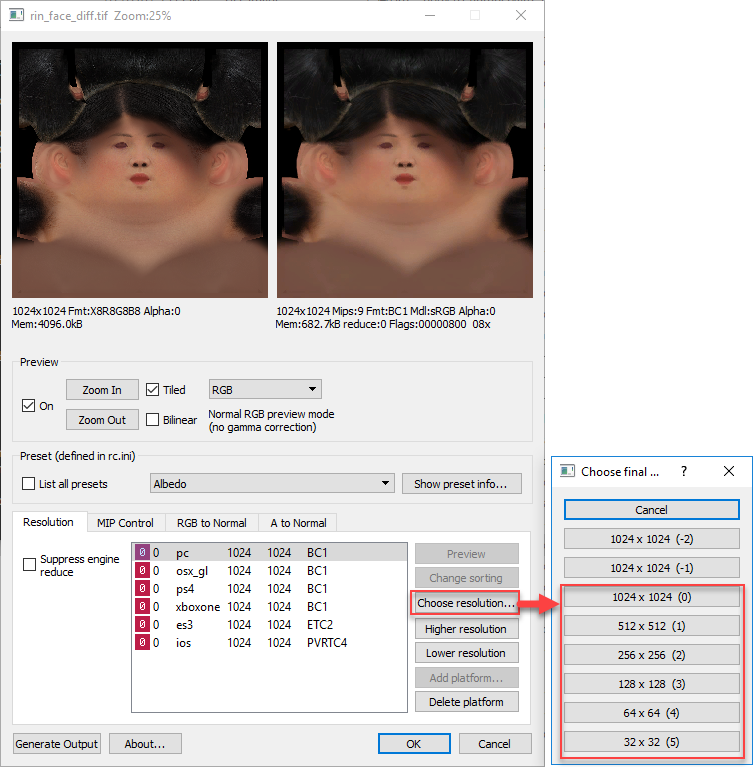 rin_face_diff.tif Zoom:25%
1024x1024 Fmt:X8R8G8B8 Alpha:0
Mem:4096.0kB
1024x1024 Mips:9 Fmt:BC1 Mdl:sRGB Alpha:0
Mem:682.7kB reduce:0 Flags:00000800 08x
Preview
On
Zoom In
Tiled
RGB
Zoom Out
Bilinear
Normal RGB preview mode
(no gamma correction)
Preset (defined in rc.ini)
List all presets
Albedo
Show preset info...
Resolution
MIP Control
RGB to Normal
A to Normal
Suppress engine
reduce
0 0 pc 1024 1024 BC1
0 0 osx_gl 1024 1024 BC1
0 0 ps4 1024 1024 BC1
0 0 xboxone 1024 1024 BC1
0 0 es3 1024 1024 ETC2
0 0 ios 1024 1024 PVRTC4
Preview
Change sorting
Choose resolution...
Higher resolution
Lower resolution
Add platform...
Delete platform
Generate Output
About...
OK
Cancel
Choose final ... ?
Cancel
1024 x 1024 (-2)
1024 x 1024 (-1)
1024 x 1024 (0)
512 x 512 (1)
256 x 256 (2)
128 x 128 (3)
64 x 64 (4)
32 x 32 (5)